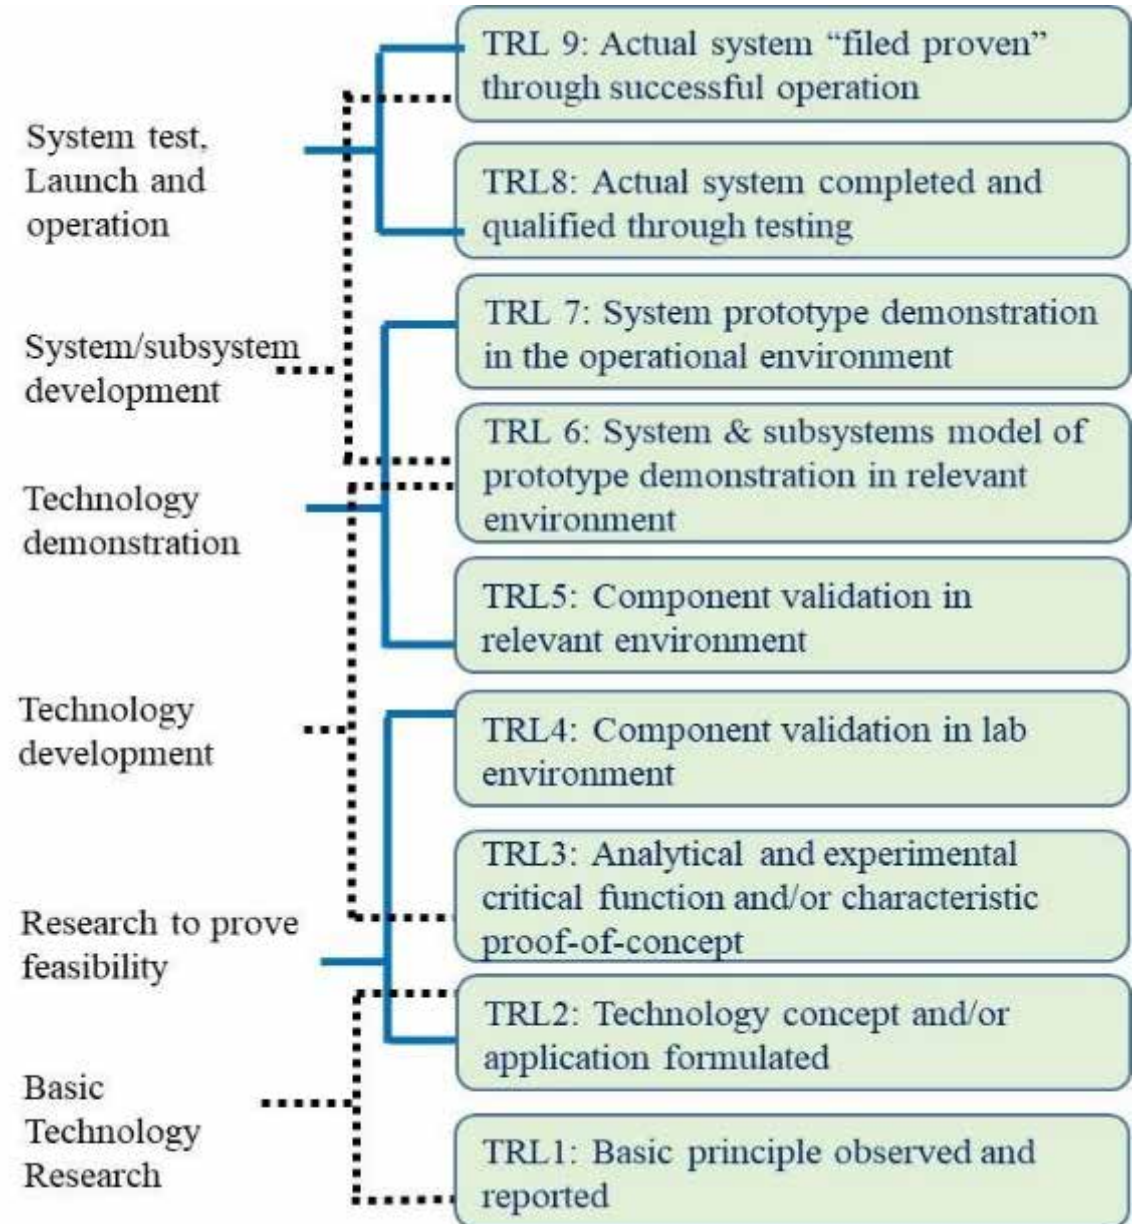 System test,
Launch and
operation
System/subsystem
development
Technology
demonstration
Technology
development
Research to prove
feasibility
Basic
Technology
Research
TRL 9: Actual system “filed proven”
through successful operation
TRL8: Actual system completed and
qualified through testing
TRL 7: System prototype demonstration
in the operational environment
TRL 6: System & subsystems model of
prototype demonstration in relevant
environment
TRL5: Component validation in
relevant environment
TRL4: Component validation in lab
environment
TRL3: Analytical and experimental
critical function and/or characteristic
proof-of-concept
TRL2: Technology concept and/or
application formulated
TRL1: Basic principle observed and
reported